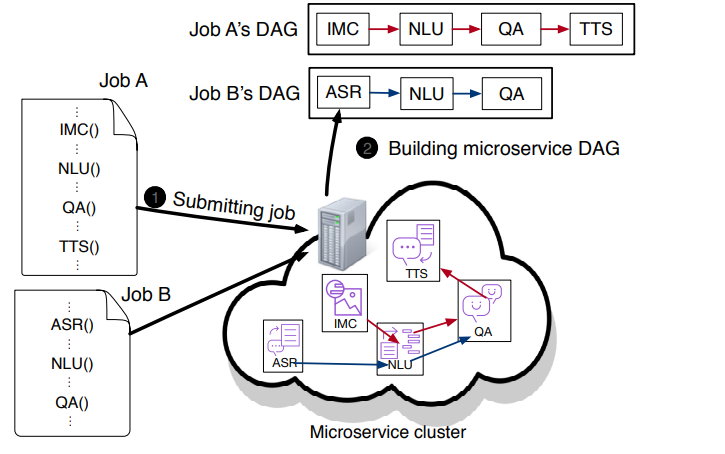 Job A's DAG
IMC NLU QA TTS
Job B's DAG
ASR NLU QA
Job A
⋮
IMC()
⋮
NLU()
⋮
QA()
⋮
TTS()
⋮
1 Submitting job
2 Building microservice DAG
Job B
⋮
ASR()
⋮
NLU()
⋮
QA()
⋮
TTS
IMC
QA
ASR
NLU
Microservice cluster